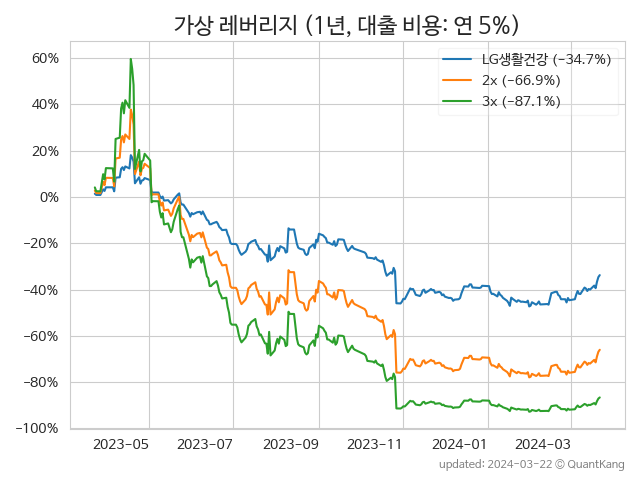 가상 레버리지 (1년, 대출 비용: 연 5%)
LG생활건강 (−34.7%)
2x (−66.9%)
3x (−87.1%)
60%
40%
20%
0%
−20%
−40%
−60%
−80%
−100%
2023-05 2023-07 2023-09 2023-11 2024-01 2024-03
updated: 2024-03-22 © QuantKang